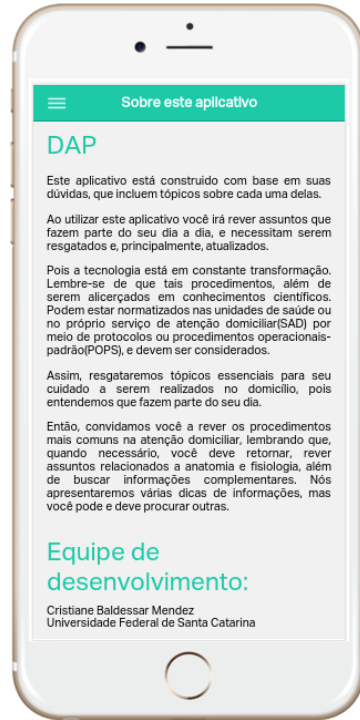 Sobre este aplicativo
DAP
Este aplicativo está construido com base em suas
dúvidas, que incluem tópicos sobre cada uma delas.
Ao utilizar este aplicativo você irá rever assuntos que
fazem parte do seu dia a dia, e necessitam serem
resgatados e, principalmente, atualizados.
Pois a tecnologia está em constante transformação.
Lembre-se de que tais procedimentos, além de
serem alicerçados em conhecimentos científicos.
Podem estar normatizados nas unidades de saúde ou
no próprio serviço de atenção domiciliar(SAD) por
meio de protocolos ou procedimentos operacionais-
padrão(POPS), e devem ser considerados.
Assim, resgataremos tópicos essenciais para seu
cuidado a serem realizados no domicílio, pois
entendemos que fazem parte do seu dia.
Então, convidamos você a rever os procedimentos
mais comuns na atenção domiciliar, lembrando que,
quando necessário, você deve retornar, rever
assuntos relacionados a anatomia e fisiologia, além
de buscar informações complementares. Nós
apresentaremos várias dicas de informações, mas
você pode e deve procurar outras.
Equipe de
desenvolvimento:
Cristiane Baldessar Mendez
Universidade Federal de Santa Catarina